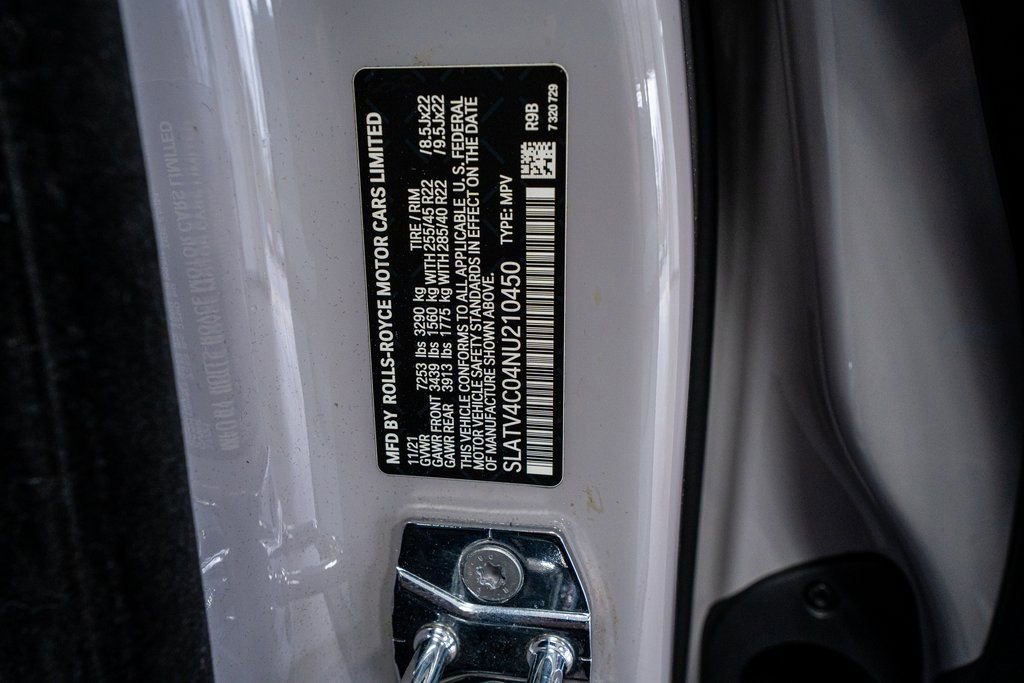 MFD BY ROLLS-ROYCE MOTOR CARS LIMITED
11/21 TIRE / RIM
GVWR 7253 lbs 3290 kg
GAWR FRONT 3439 lbs 1560 kg WITH 255/45 R22 /8.5Jx22
GAWR REAR 3913 lbs 1775 kg WITH 285/40 R22 /9.5Jx22
THIS VEHICLE CONFORMS TO ALL APPLICABLE U.S. FEDERAL
MOTOR VEHICLE SAFETY STANDARDS IN EFFECT ON THE DATE
OF MANUFACTURE SHOWN ABOVE.
SLATV4C04NU210450 TYPE: MPV
R9B
7 320 729